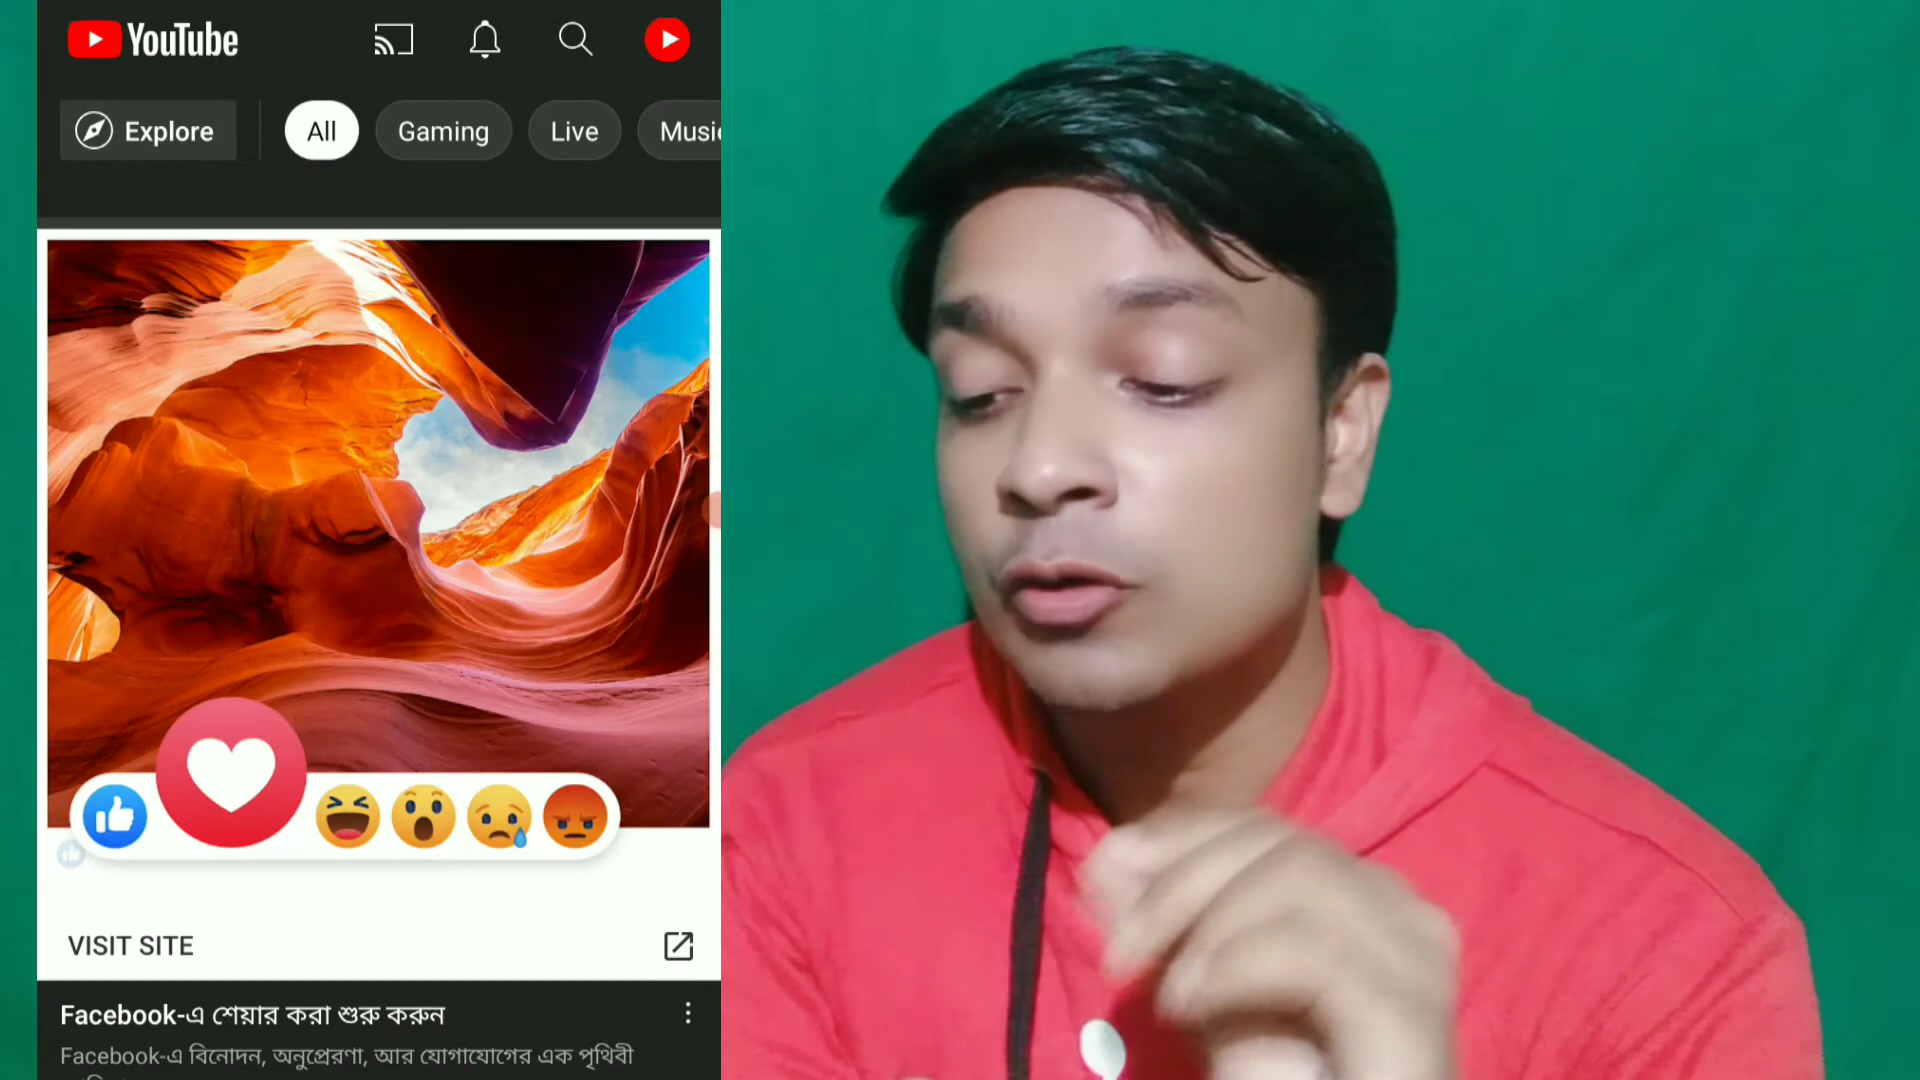 YouTube
Explore
All
Gaming
Live
VISIT SITE
Facebook-এ শেয়ার করা শুরু করুন
Facebook-এ বিনোদন, অনুপ্রেরণা, আর যোগাযোগের এক পৃথিবী